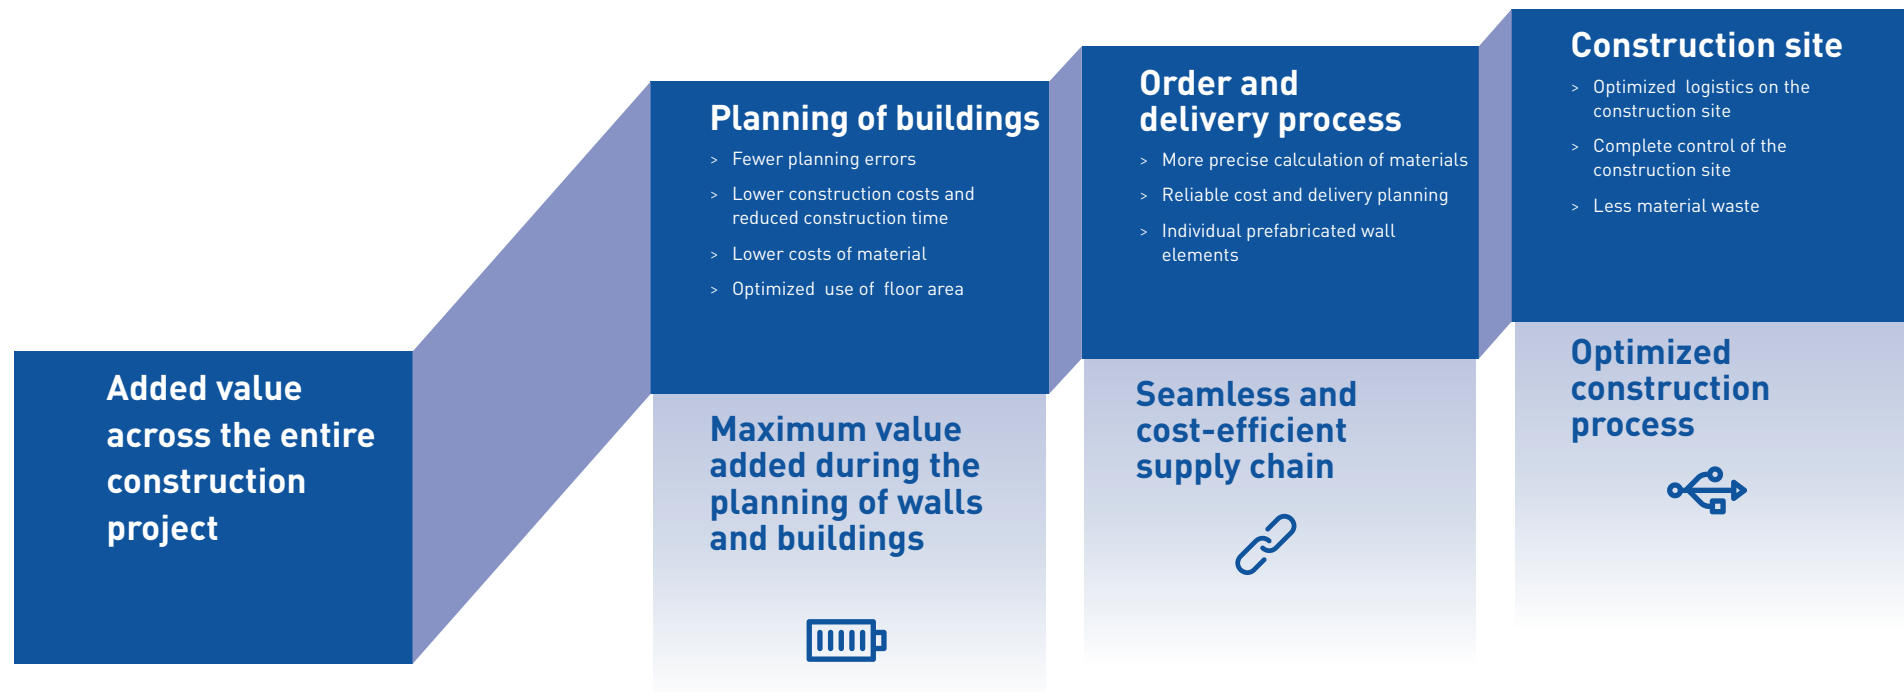 Added value
across the entire
construction
project
Planning of buildings
> Fewer planning errors
> Lower construction costs and
reduced construction time
> Lower costs of material
> Optimized use of floor area
Maximum value
added during the
planning of walls
and buildings
Order and
delivery process
> More precise calculation of materials
> Reliable cost and delivery planning
> Individual prefabricated wall
elements
Seamless and
cost-efficient
supply chain
Construction site
> Optimized logistics on the
construction site
> Complete control of the
construction site
> Less material waste
Optimized
construction
process